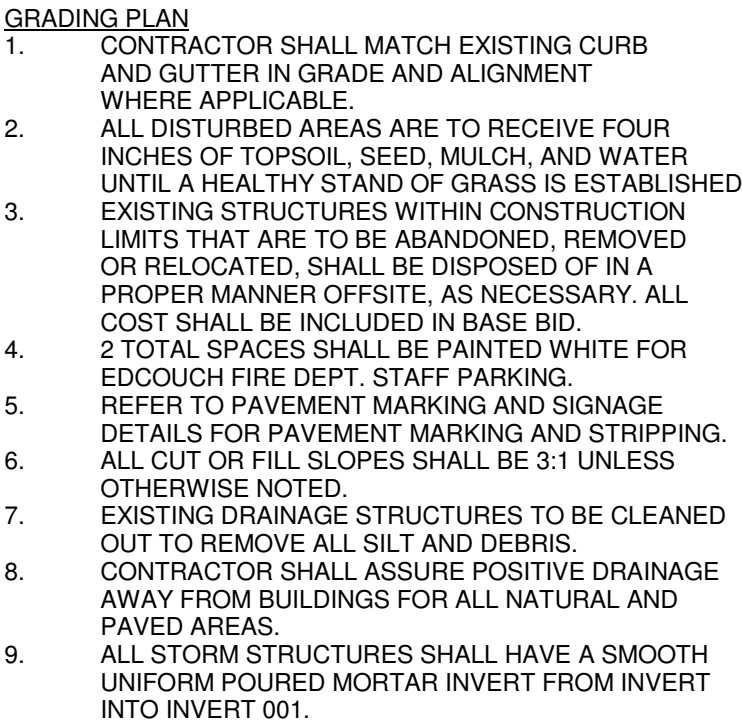 GRADING PLAN
1. CONTRACTOR SHALL MATCH EXISTING CURB
AND GUTTER IN GRADE AND ALIGNMENT
WHERE APPLICABLE.
2. ALL DISTURBED AREAS ARE TO RECEIVE FOUR
INCHES OF TOPSOIL, SEED, MULCH, AND WATER
UNTIL A HEALTHY STAND OF GRASS IS ESTABLISHED
3. EXISTING STRUCTURES WITHIN CONSTRUCTION
LIMITS THAT ARE TO BE ABANDONED, REMOVED
OR RELOCATED, SHALL BE DISPOSED OF IN A
PROPER MANNER OFFSITE, AS NECESSARY. ALL
COST SHALL BE INCLUDED IN BASE BID.
4. 2 TOTAL SPACES SHALL BE PAINTED WHITE FOR
EDCOUCH FIRE DEPT. STAFF PARKING.
5. REFER TO PAVEMENT MARKING AND SIGNAGE
DETAILS FOR PAVEMENT MARKING AND STRIPPING.
6. ALL CUT OR FILL SLOPES SHALL BE 3:1 UNLESS
OTHERWISE NOTED.
7. EXISTING DRAINAGE STRUCTURES TO BE CLEANED
OUT TO REMOVE ALL SILT AND DEBRIS.
8. CONTRACTOR SHALL ASSURE POSITIVE DRAINAGE
AWAY FROM BUILDINGS FOR ALL NATURAL AND
PAVED AREAS.
9. ALL STORM STRUCTURES SHALL HAVE A SMOOTH
UNIFORM POURED MORTAR INVERT FROM INVERT
INTO INVERT 001.